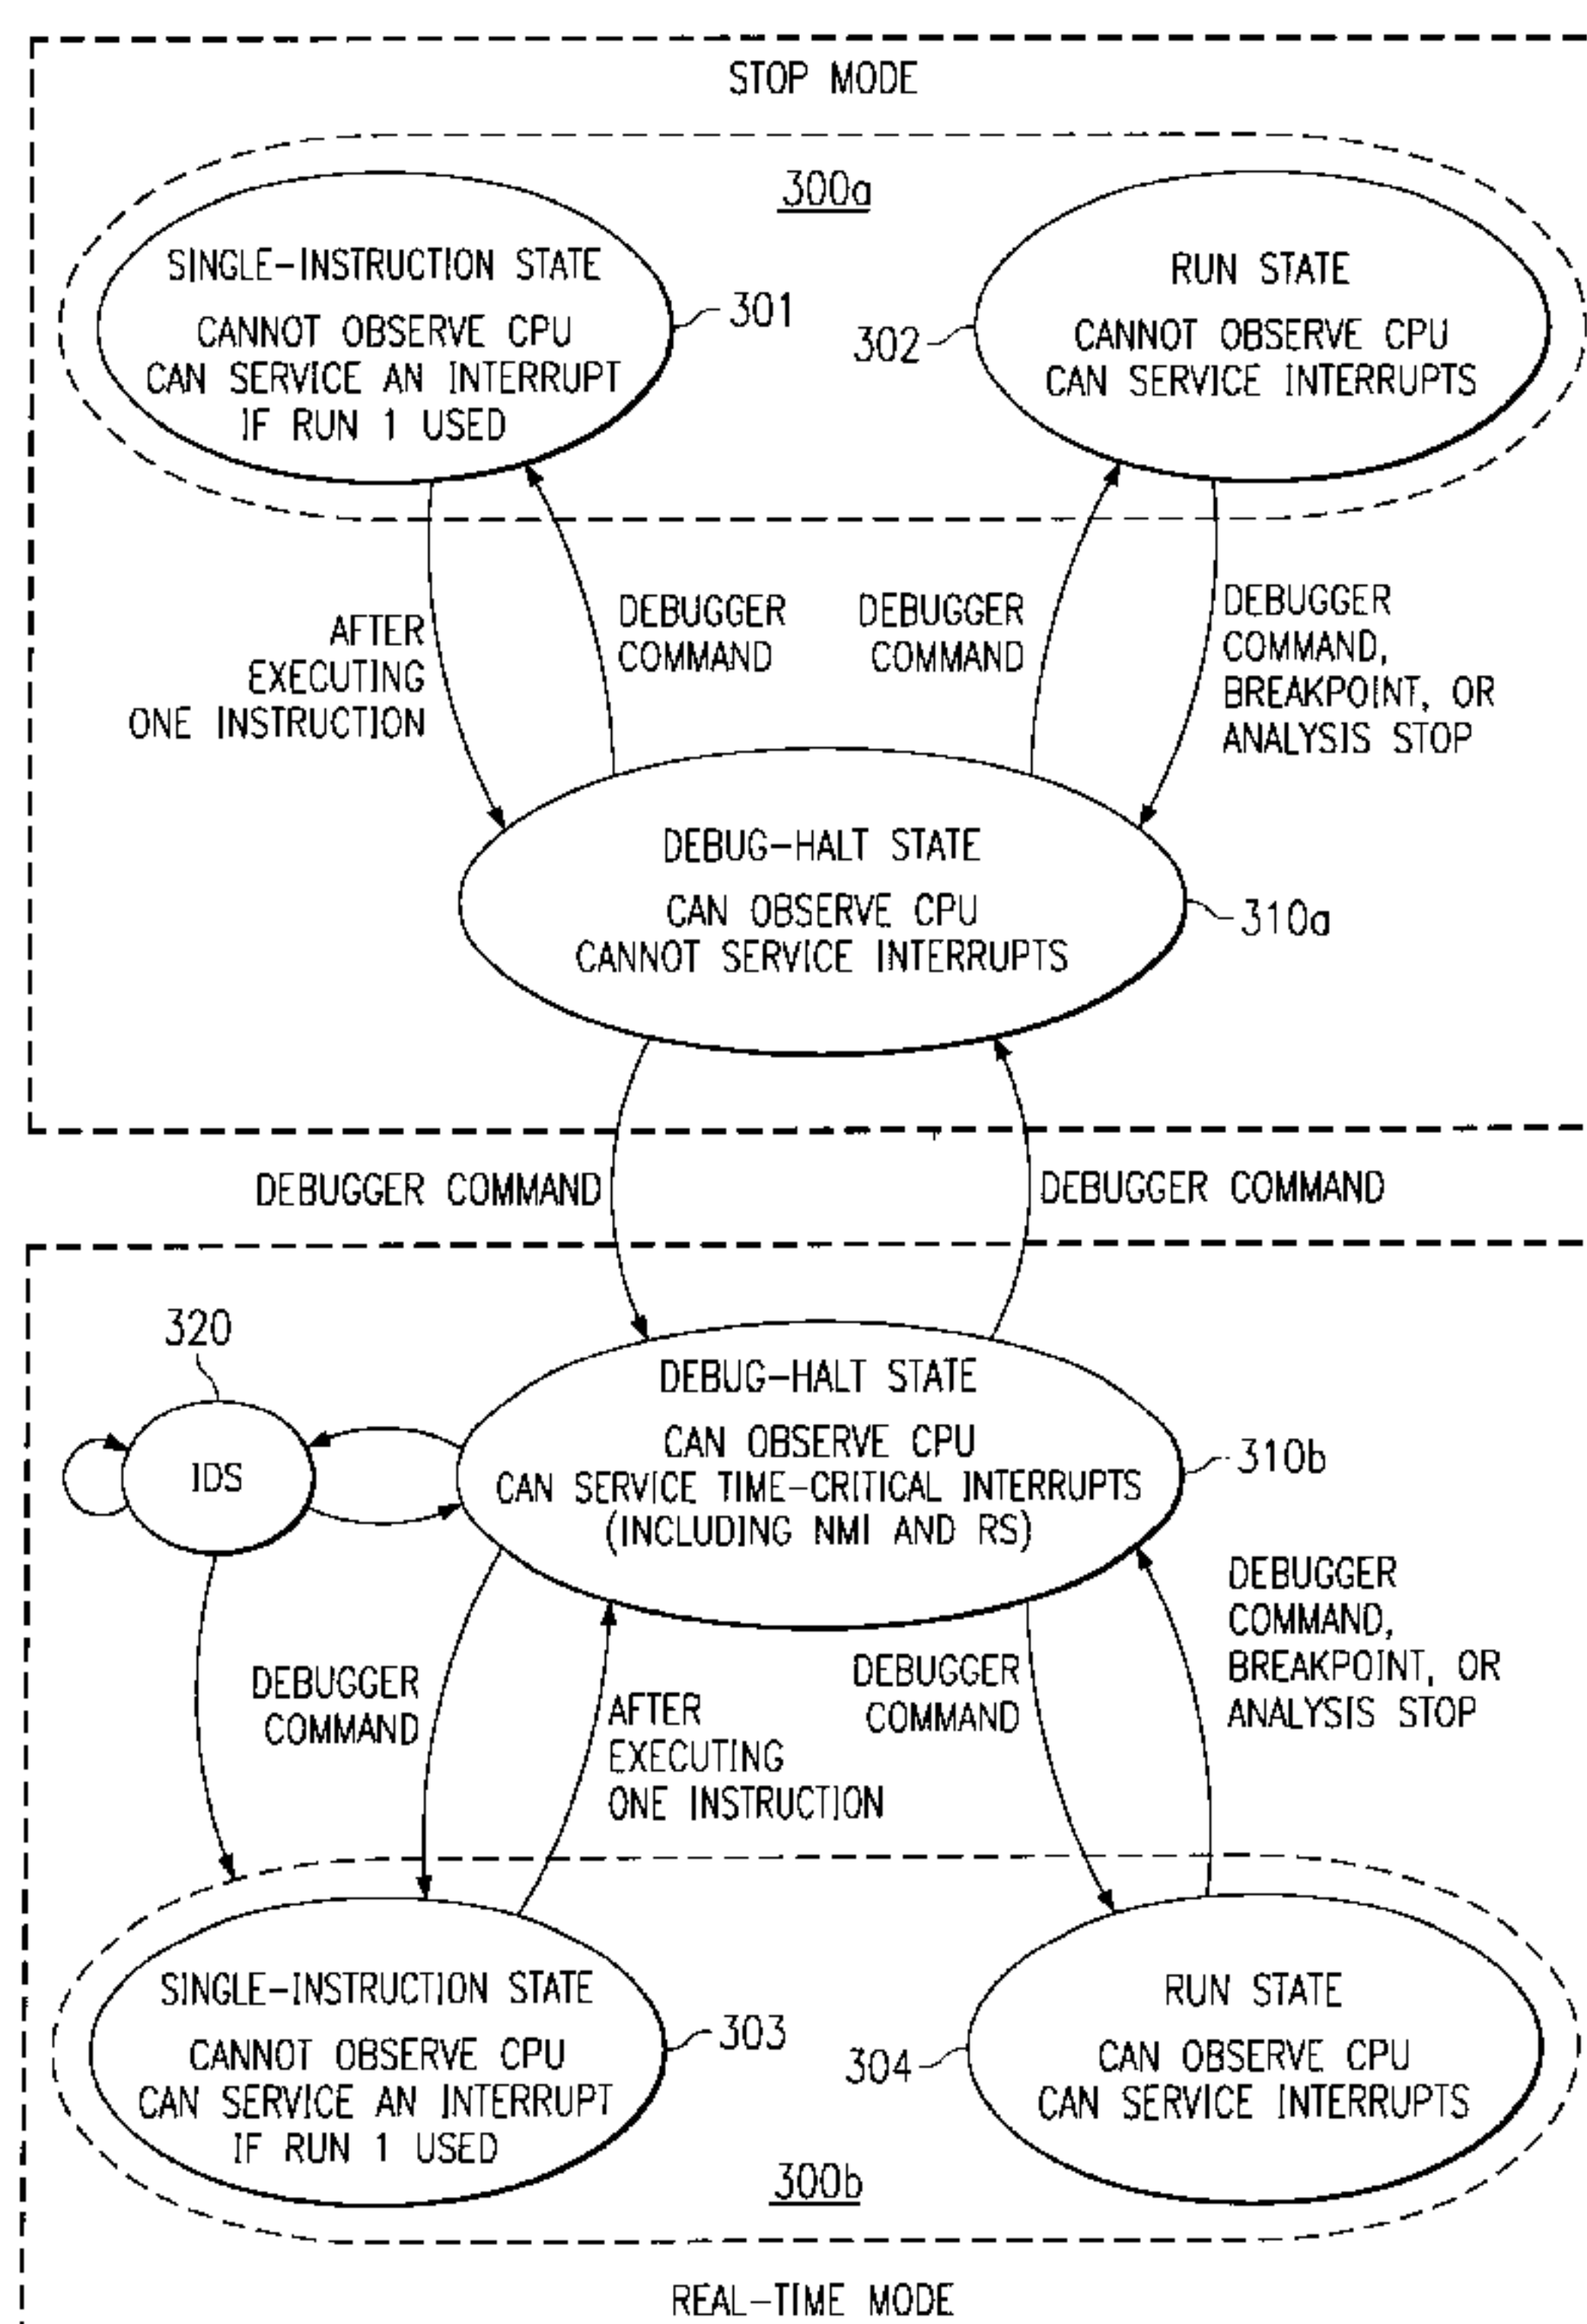 STOP MODE
300a
SINGLE-INSTRUCTION STATE
CANNOT OBSERVE CPU
CAN SERVICE AN INTERRUPT
IF RUN 1 USED
301
RUN STATE
CANNOT OBSERVE CPU
CAN SERVICE INTERRUPTS
302
AFTER
EXECUTING
ONE INSTRUCTION
DEBUGGER
COMMAND
DEBUGGER
COMMAND
DEBUGGER
COMMAND,
BREAKPOINT, OR
ANALYSIS STOP
DEBUG-HALT STATE
CAN OBSERVE CPU
CANNOT SERVICE INTERRUPTS
310a
DEBUGGER COMMAND
DEBUGGER COMMAND
320
IDS
DEBUG-HALT STATE
CAN OBSERVE CPU
CAN SERVICE TIME-CRITICAL INTERRUPTS
(INCLUDING NMI AND RS)
310b
DEBUGGER
COMMAND
AFTER
EXECUTING
ONE INSTRUCTION
DEBUGGER
COMMAND
DEBUGGER
COMMAND,
BREAKPOINT, OR
ANALYSIS STOP
SINGLE-INSTRUCTION STATE
CANNOT OBSERVE CPU
CAN SERVICE AN INTERRUPT
IF RUN 1 USED
303
RUN STATE
CAN OBSERVE CPU
CAN SERVICE INTERRUPTS
304
300b
REAL-TIME MODE